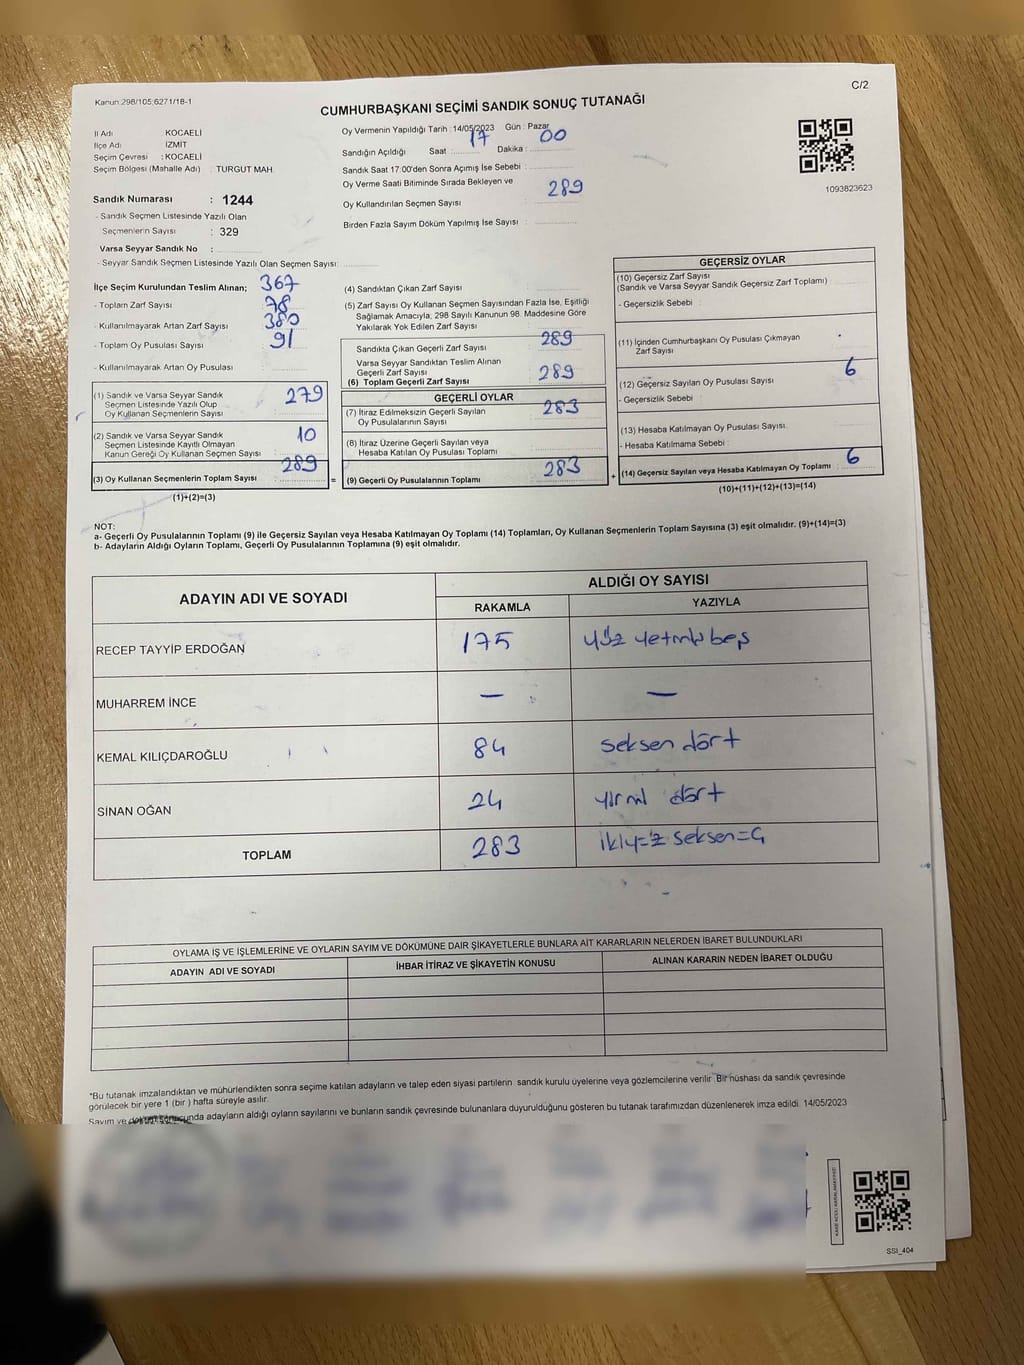 C/2
Kanun:298/105;6271/18-1
CUMHURBAŞKANI SEÇİMİ SANDIK SONUÇ TUTANAĞI
İl Adı KOCAELİ
İlçe Adı İZMİT
Seçim Çevresi : KOCAELİ
Seçim Bölgesi (Mahalle Adı) : TURGUT MAH.
Oy Vermenin Yapıldığı Tarih : 14/05/2023 Gün : Pazar
Sandığın Açıldığı Saat : 17 Dakika : 00
Sandık Saat 17:00'den Sonra Açımış İse Sebebi :
Oy Verme Saati Bitiminde Sırada Bekleyen ve
Oy Kullandırılan Seçmen Sayısı : 289
Birden Fazla Sayım Döküm Yapılmış İse Sayısı :
1093823623
Sandık Numarası : 1244
- Sandık Seçmen Listesinde Yazılı Olan
Seçmenlerin Sayısı : 329
Varsa Seyyar Sandık No :
- Seyyar Sandık Seçmen Listesinde Yazılı Olan Seçmen Sayısı:
İlçe Seçim Kurulundan Teslim Alınan; 367
- Toplam Zarf Sayısı 78
- Kullanılmayarak Artan Zarf Sayısı 380
- Toplam Oy Pusulası Sayısı 91
- Kullanılmayarak Artan Oy Pusulası
(1) Sandık ve Varsa Seyyar Sandık
Seçmen Listesinde Yazılı Olup
Oy Kullanan Seçmenlerin Sayısı 279
(2) Sandık ve Varsa Seyyar Sandık
Seçmen Listesinde Kayıtlı Olmayan
Kanun Gereği Oy Kullanan Seçmen Sayısı 10
(3) Oy Kullanan Seçmenlerin Toplam Sayısı 289 =
(1)+(2)=(3)
(4) Sandıktan Çıkan Zarf Sayısı
(5) Zarf Sayısı Oy Kullanan Seçmen Sayısından Fazla İse, Eşitliği
Sağlamak Amacıyla; 298 Sayılı Kanunun 98. Maddesine Göre
Yakılarak Yok Edilen Zarf Sayısı
Sandıkta Çıkan Geçerli Zarf Sayısı 289
Varsa Seyyar Sandıktan Teslim Alınan
Geçerli Zarf Sayısı
(6) Toplam Geçerli Zarf Sayısı 289
GEÇERLİ OYLAR
(7) İtiraz Edilmeksizin Geçerli Sayılan
Oy Pusulasının Sayısı 283
(8) İtiraz Üzerine Geçerli Sayılan veya
Hesaba Katılan Oy Pusulası Toplamı
(9) Geçerli Oy Pusulalarının Toplamı 283 +
GEÇERSİZ OYLAR
(10) Geçersiz Zarf Sayısı
(Sandık ve Varsa Seyyar Sandık Geçersiz Zarf Toplamı)
- Geçersizlik Sebebi :
(11) İçinden Cumhurbaşkanı Oy Pusulası Çıkmayan
Zarf Sayısı
(12) Geçersiz Sayılan Oy Pusulası Sayısı 6
- Geçersizlik Sebebi :
(13) Hesaba Katılmayan Oy Pusulası Sayısı
- Hesaba Katılmama Sebebi :
(14) Geçersiz Sayılan veya Hesaba Katılmayan Oy Toplamı 6
(10)+(11)+(12)+(13)=(14)
NOT:
a- Geçerli Oy Pusulalarının Toplamı (9) ile Geçersiz Sayılan veya Hesaba Katılmayan Oy Toplamı (14) Toplamları, Oy Kullanan Seçmenlerin Toplam Sayısına (3) eşit olmalıdır. (9)+(14)=(3)
b- Adayların Aldığı Oyların Toplamı, Geçerli Oy Pusulalarının Toplamına (9) eşit olmalıdır.
ADAYIN ADI VE SOYADI
ALDIĞI OY SAYISI
RAKAMLA YAZIYLA
RECEP TAYYİP ERDOĞAN 175 yüz yetmiş beş
MUHARREM İNCE — —
KEMAL KILIÇDAROĞLU 84 seksen dört
SİNAN OĞAN 24 yirmi dört
TOPLAM 283 ikiyüz seksen üç
OYLAMA İŞ VE İŞLEMLERİNE VE OYLARIN SAYIM VE DÖKÜMÜNE DAİR ŞİKAYETLERLE BUNLARA AİT KARARLARIN NELERDEN İBARET BULUNDUKLARI
ADAYIN ADI VE SOYADI İHBAR İTİRAZ VE ŞİKAYETİN KONUSU ALINAN KARARIN NEDEN İBARET OLDUĞU
*Bu tutanak imzalandıktan ve mühürlendikten sonra seçime katılan adayların ve talep eden siyasi partilerin sandık kurulu üyelerine veya gözlemcilerine verilir. Bir nüshası da sandık çevresinde
görülecek bir yere 1 (bir ) hafta süreyle asılır.
Sayım ve adayların aldığı oyların sayılarını ve bunların sandık çevresinde bulunanlara duyurulduğunu gösteren bu tutanak tarafımızdan düzenlenerek imza edildi. 14/05/2023
SSI_404